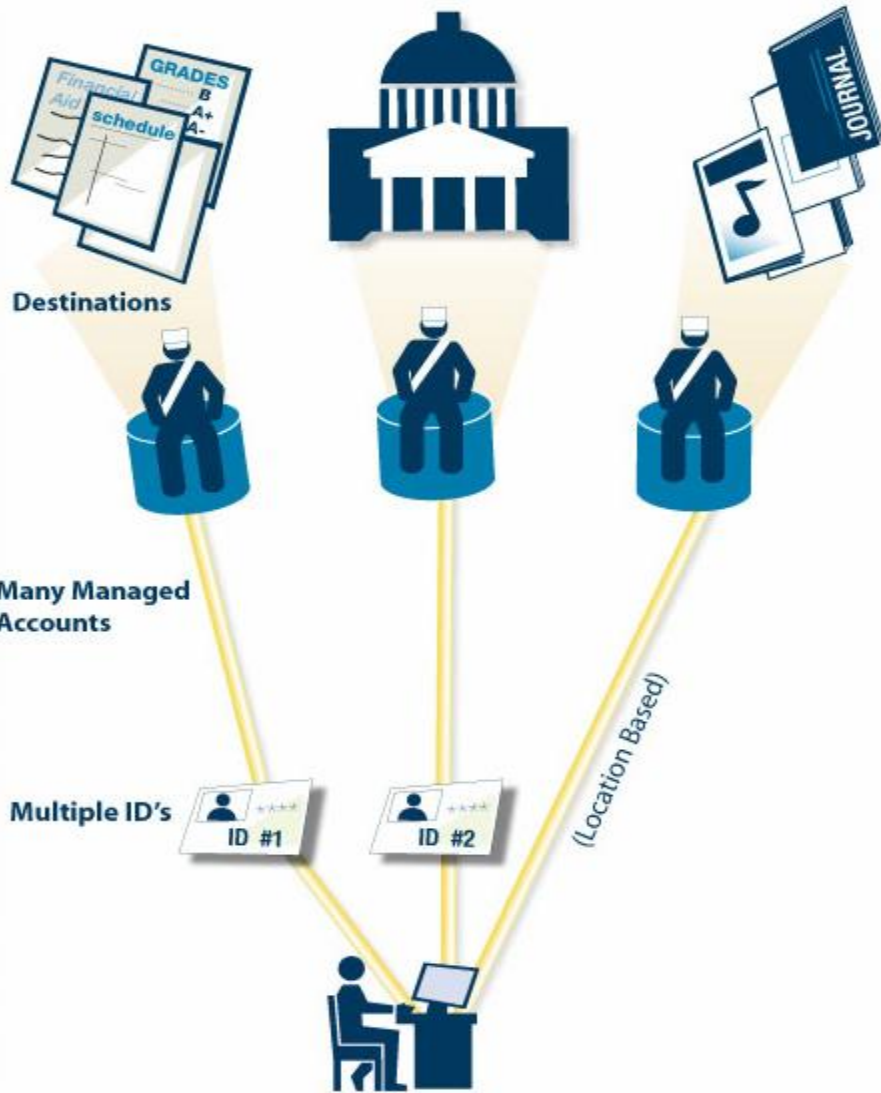 Financial
Aid
GRADES
B
A+
A-
schedule
JOURNAL
Destinations
Many Managed
Accounts
(Location Based)
Multiple ID's
****
ID #1
****
ID #2